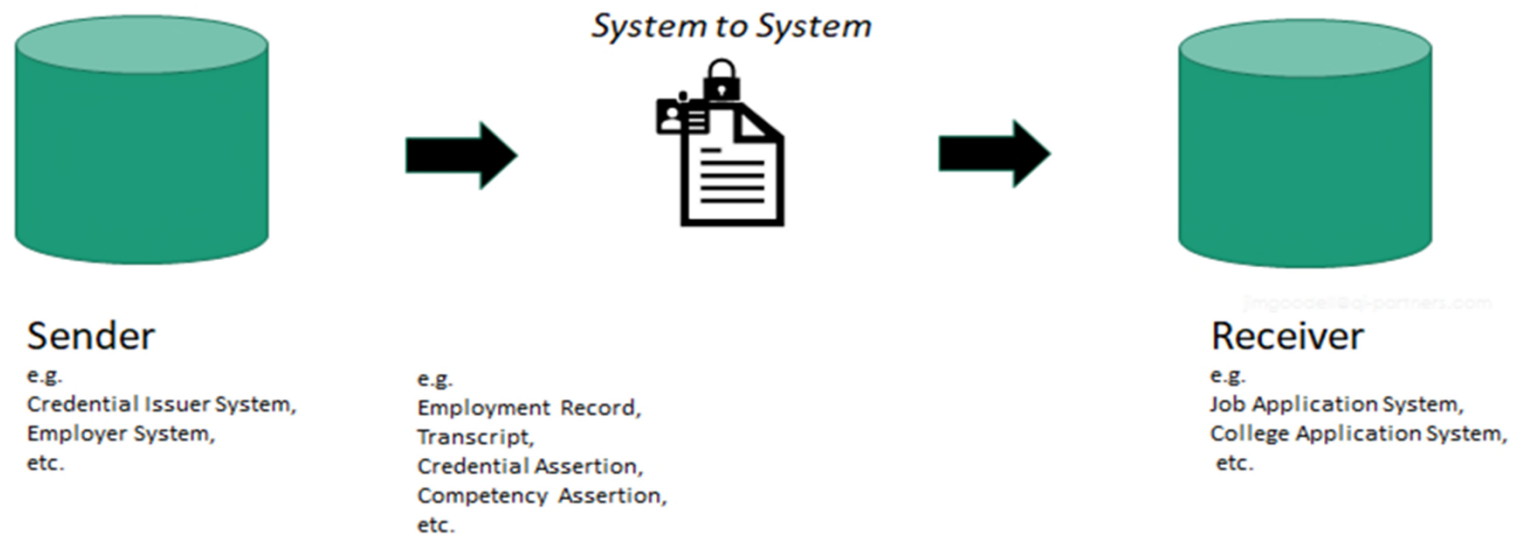 System to System
Sender
e.g.
Credential Issuer System,
Employer System,
etc.
e.g.
Employment Record,
Transcript,
Credential Assertion,
Competency Assertion,
etc.
Receiver
e.g.
Job Application System,
College Application System,
etc.